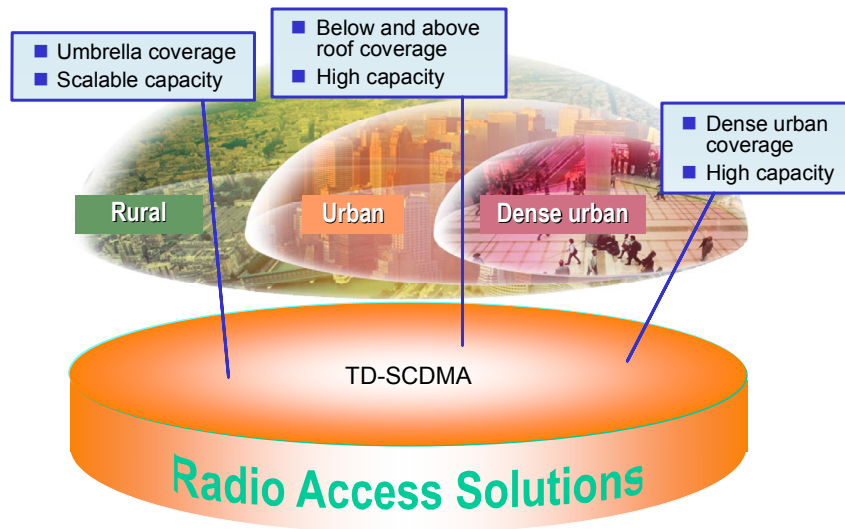 Umbrella coverage
Scalable capacity
Below and above
roof coverage
High capacity
Dense urban
coverage
High capacity
Rural
Urban
Dense urban
TD-SCDMA
Radio Access Solutions